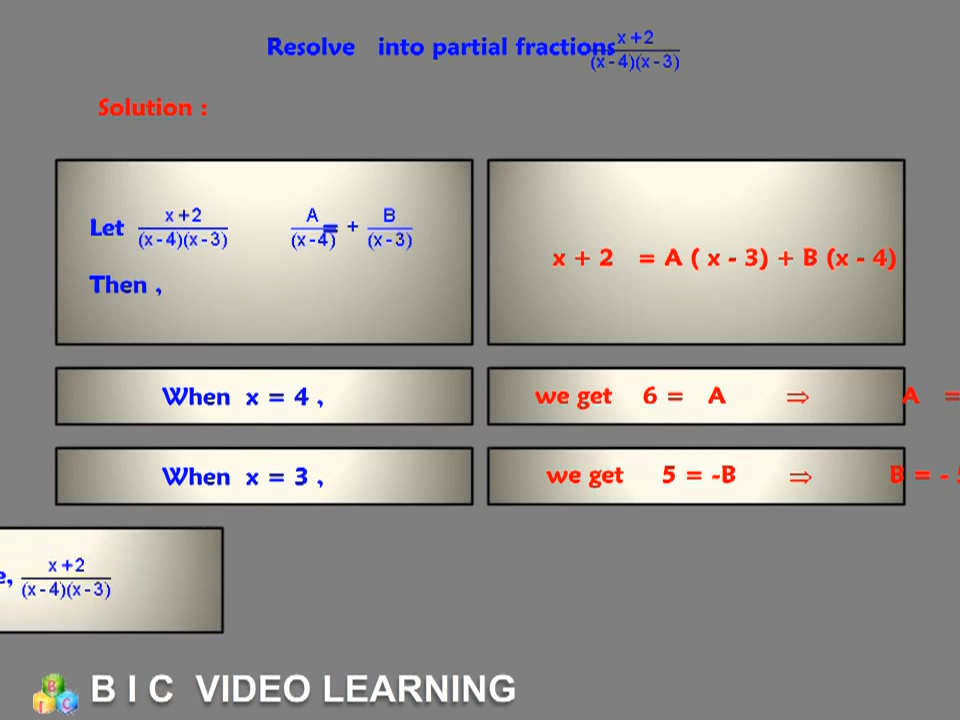 Resolve into partial fractions x+2/(x-4)(x-3)
Solution :
Let x+2/(x-4)(x-3) = A/(x-4) + B/(x-3)
Then ,
x + 2 = A ( x - 3) + B (x - 4)
When x = 4 ,
we get 6 = A ⇒ A =
When x = 3 ,
we get 5 = -B ⇒ B = - 5
e, x+2/(x-4)(x-3)
B I C VIDEO LEARNING